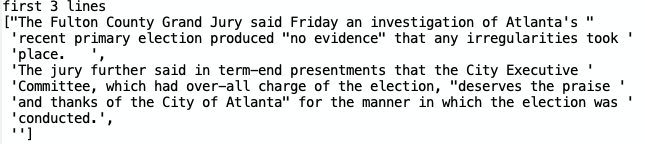 first 3 lines
["The Fulton County Grand Jury said Friday an investigation of Atlanta's "
'recent primary election produced "no evidence" that any irregularities took '
'place.   ',
'The jury further said in term-end presentments that the City Executive '
'Committee, which had over-all charge of the election, "deserves the praise '
'and thanks of the City of Atlanta" for the manner in which the election was '
'conducted.',
'']